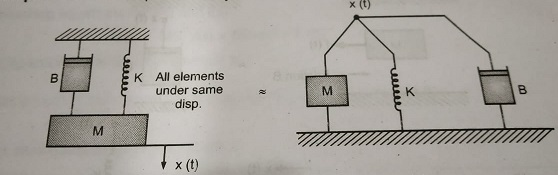 x (t)
B
K
All elements
under same
disp.
≈
M
K
B
M
x (t)